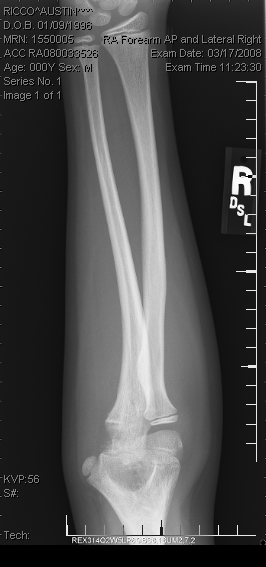 RICCO^AUSTIN^^^
D.O.B. 01/09/1996
MRN: 1550005
RA Forearm AP and Lateral Right
ACC RA080033526
Exam Date: 03/17/2008
Age: 000Y Sex: M
Exam Time 11:23:30
Series No. 1
Image 1 of 1
R
DSL
KVP:56
S#:
Tech: